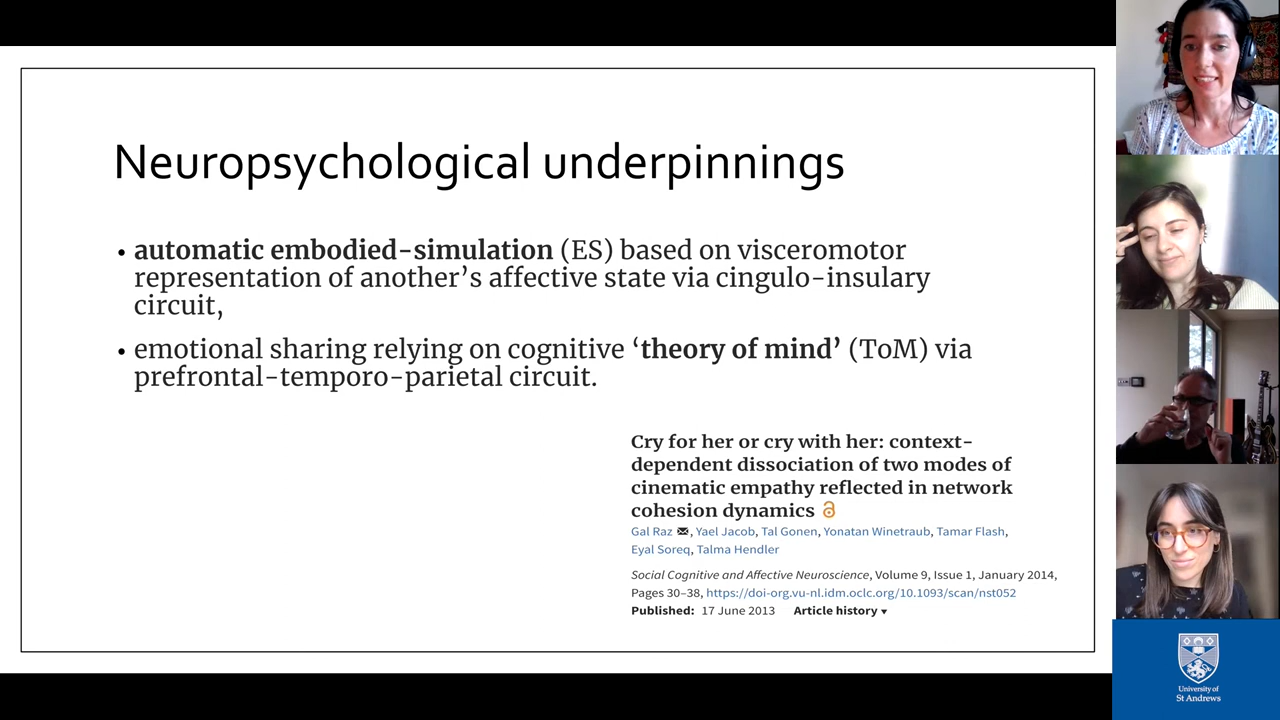 Neuropsychological underpinnings
• automatic embodied-simulation (ES) based on visceromotor
representation of another’s affective state via cingulo-insulary
circuit,
• emotional sharing relying on cognitive ‘theory of mind’ (ToM) via
prefrontal-temporo-parietal circuit.
Cry for her or cry with her: context-
dependent dissociation of two modes of
cinematic empathy reflected in network
cohesion dynamics
Gal Raz, Yael Jacob, Tal Gonen, Yonatan Winetraub, Tamar Flash,
Eyal Soreq, Talma Hendler
Social Cognitive and Affective Neuroscience, Volume 9, Issue 1, January 2014,
Pages 30–38, https://doi-org.vu-nl.idm.oclc.org/10.1093/scan/nst052
Published: 17 June 2013 Article history
University of
St Andrews